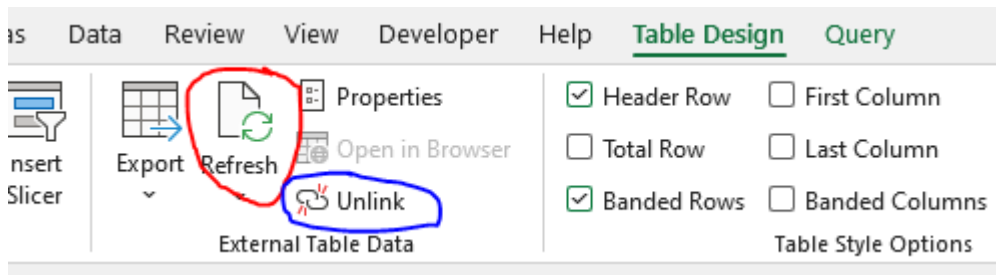 as Data Review View Developer Help Table Design Query
Properties Header Row First Column
Open in Browser Total Row Last Column
nsert Export Refresh
Slicer Unlink Banded Rows Banded Columns
External Table Data Table Style Options